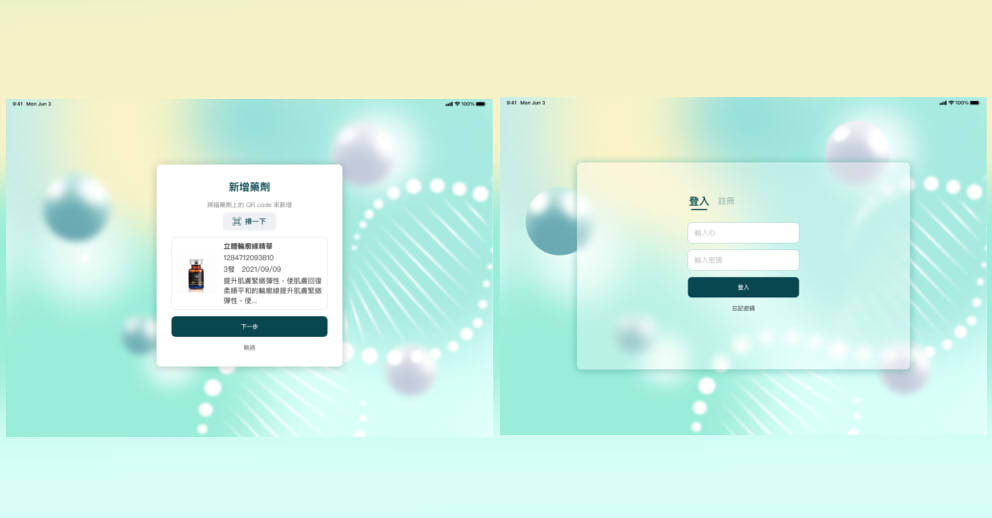 9:41 Mon Jun 3
100%
新增藥劑
掃描藥劑上的 QR code 來新增
掃一下
立體輪廓線精華
1284712093810
3發 2021/09/09
提升肌膚緊緻彈性、使肌膚回復
柔順平和的輪廓線提升肌膚緊緻
彈性、使...
下一步
略過
9:41 Mon Jun 3
100%
登入 註冊
輸入ID
輸入密碼
登入
忘記密碼